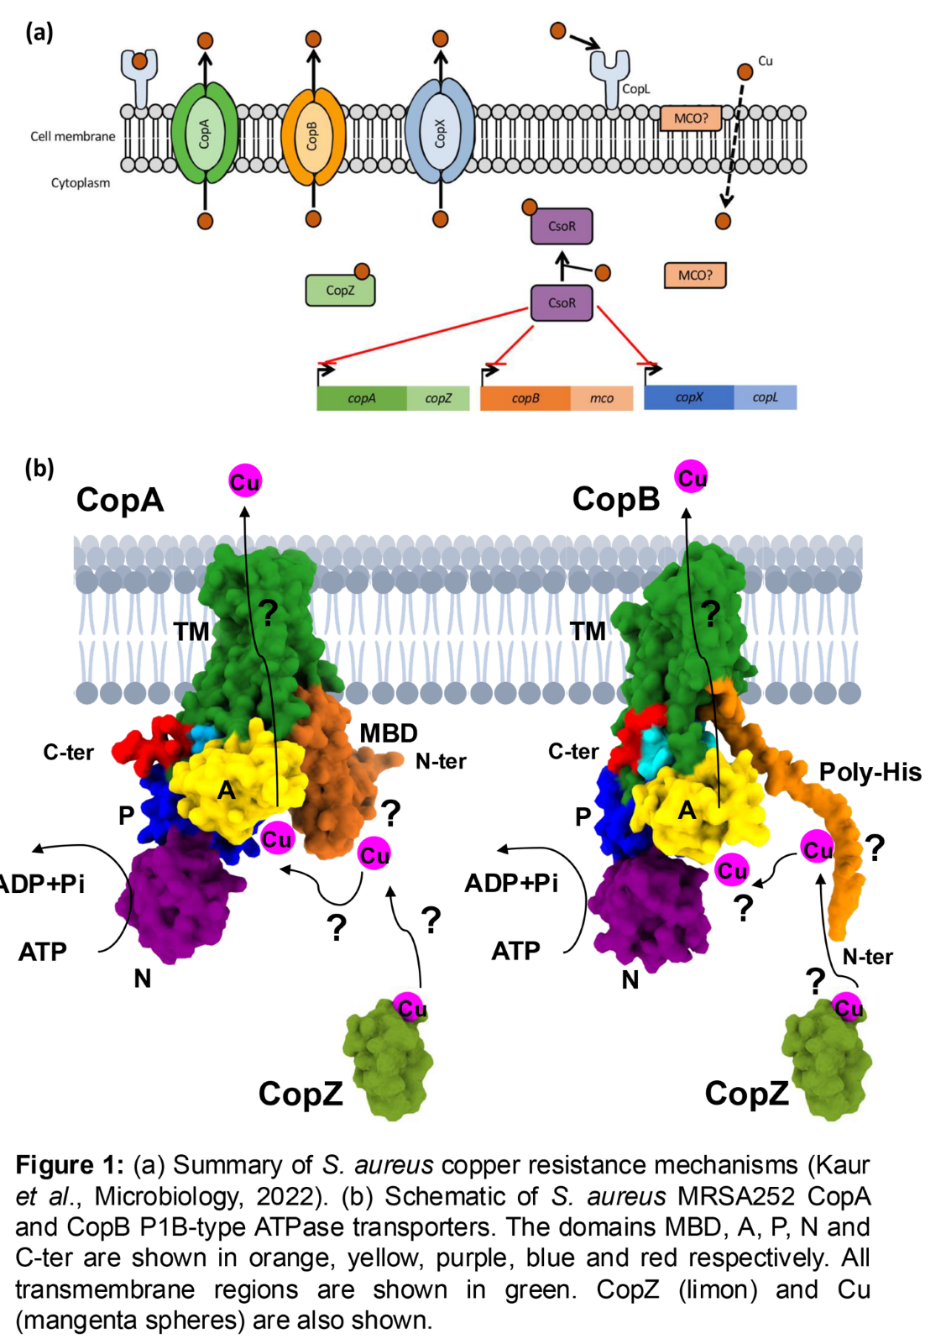 (a)
Cu
CopL
CopA
CopB
CopX
MCO?
Cell membrane
Cytoplasm
CsoR
MCO?
CopZ
CsoR
copA
copZ
copB
mco
copX
copL
(b)
Cu
Cu
CopA
CopB
?
?
TM
TM
MBD
C-ter
N-ter
C-ter
Poly-His
A
P
?
A
P
Cu
Cu
Cu
Cu
?
ADP+Pi
ADP+Pi
?
?
?
ATP
ATP
N
N
N-ter
?
Cu
Cu
CopZ
CopZ
Figure 1: (a) Summary of S. aureus copper resistance mechanisms (Kaur
et al., Microbiology, 2022). (b) Schematic of S. aureus MRSA252 CopA
and CopB P1B-type ATPase transporters. The domains MBD, A, P, N and
C-ter are shown in orange, yellow, purple, blue and red respectively. All
transmembrane regions are shown in green. CopZ (limon) and Cu
(mangenta spheres) are also shown.